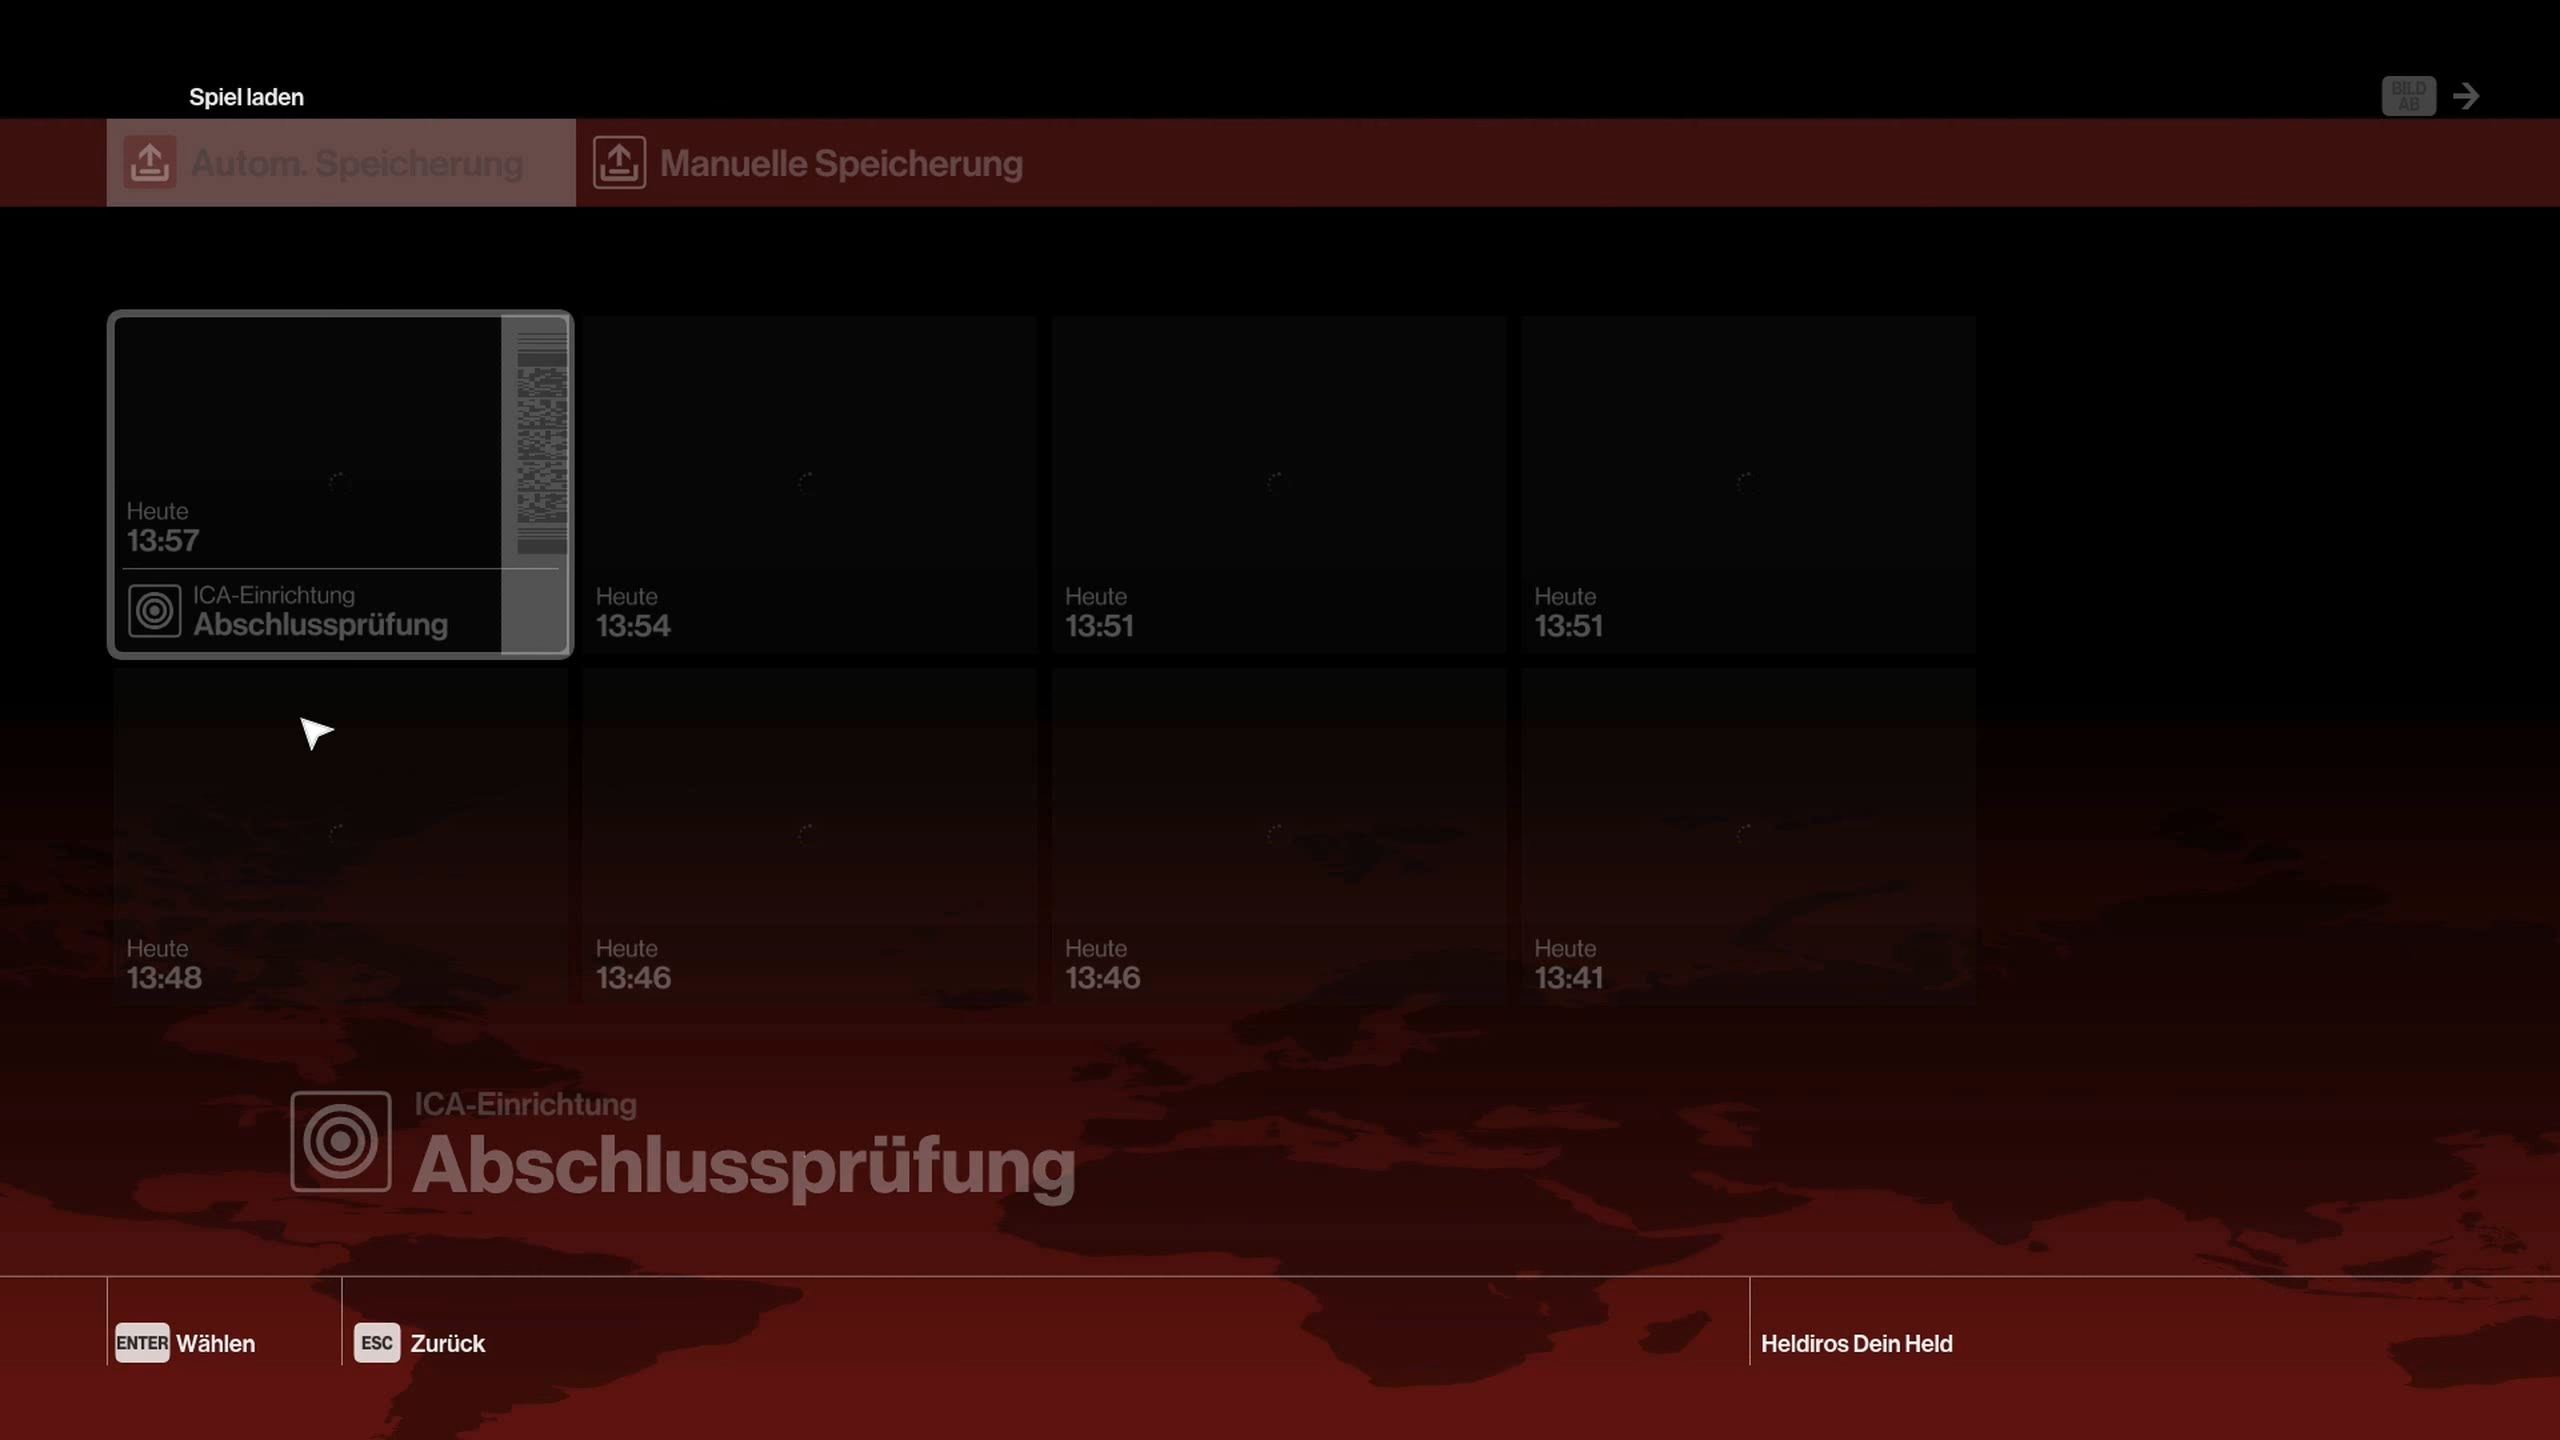 Spiel laden
BILD
AB
Autom. Speicherung
Manuelle Speicherung
Heute
13:57
ICA-Einrichtung
Abschlussprüfung
Heute
13:54
Heute
13:51
Heute
13:51
Heute
13:48
Heute
13:46
Heute
13:46
Heute
13:41
ICA-Einrichtung
Abschlussprüfung
ENTER Wählen
ESC Zurück
Heldiros Dein Held